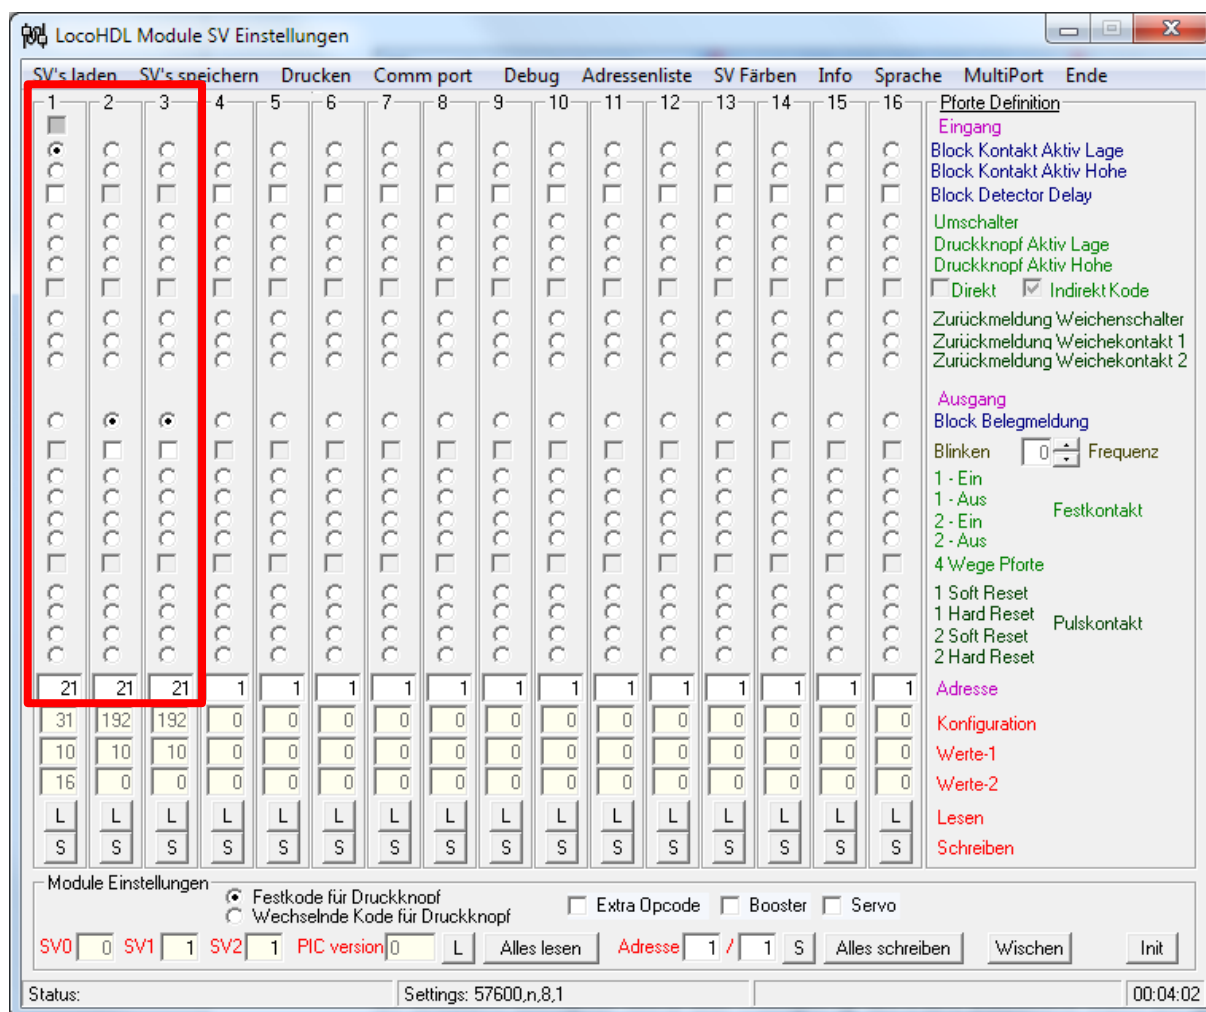 LocoHDL Module SV Einstellungen
SV's laden SV's speichern Drucken Comm port Debug Adressenliste SV Färben Info Sprache MultiPort Ende
1 2 3 4 5 6 7 8 9 10 11 12 13 14 15 16 Pforte Definition
Eingang
Block Kontakt Aktiv Lage
Block Kontakt Aktiv Hohe
Block Detector Delay
Umschalter
Druckknopf Aktiv Lage
Druckknopf Aktiv Hohe
Direkt Indirekt Kode
Zurückmeldung Weichenschalter
Zurückmeldung Weichekontakt 1
Zurückmeldung Weichekontakt 2
Ausgang
Block Belegmeldung
Blinken 0 Frequenz
1 - Ein
1 - Aus
Festkontakt
2 - Ein
2 - Aus
4 Wege Pforte
1 Soft Reset
1 Hard Reset
Pulskontakt
2 Soft Reset
2 Hard Reset
21 21 21 1 1 1 1 1 1 1 1 1 1 1 1 1 Adresse
31 192 192 0 0 0 0 0 0 0 0 0 0 0 0 0 Konfiguration
10 10 10 0 0 0 0 0 0 0 0 0 0 0 0 0 Werte-1
16 0 0 0 0 0 0 0 0 0 0 0 0 0 0 0 Werte-2
L L L L L L L L L L L L L L L L Lesen
S S S S S S S S S S S S S S S S Schreiben
Module Einstellungen
Festkode für Druckknopf
Wechselnde Kode für Druckknopf
Extra Opcode Booster Servo
SV0 0 SV1 1 SV2 1 PIC version 0 L Alles lesen Adresse 1 / 1 S Alles schreiben Wischen Init
Status: Settings: 57600,n,8,1 00:04:02